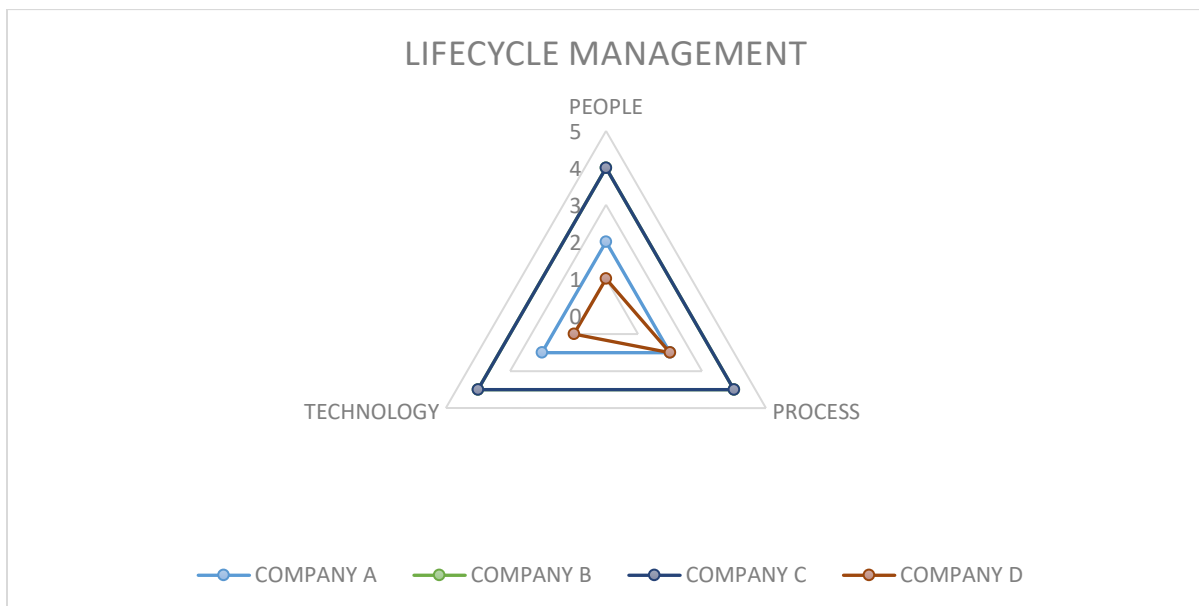 LIFECYCLE MANAGEMENT
PEOPLE
5
4
3
2
1
0
TECHNOLOGY
PROCESS
COMPANY A
COMPANY B
COMPANY C
COMPANY D